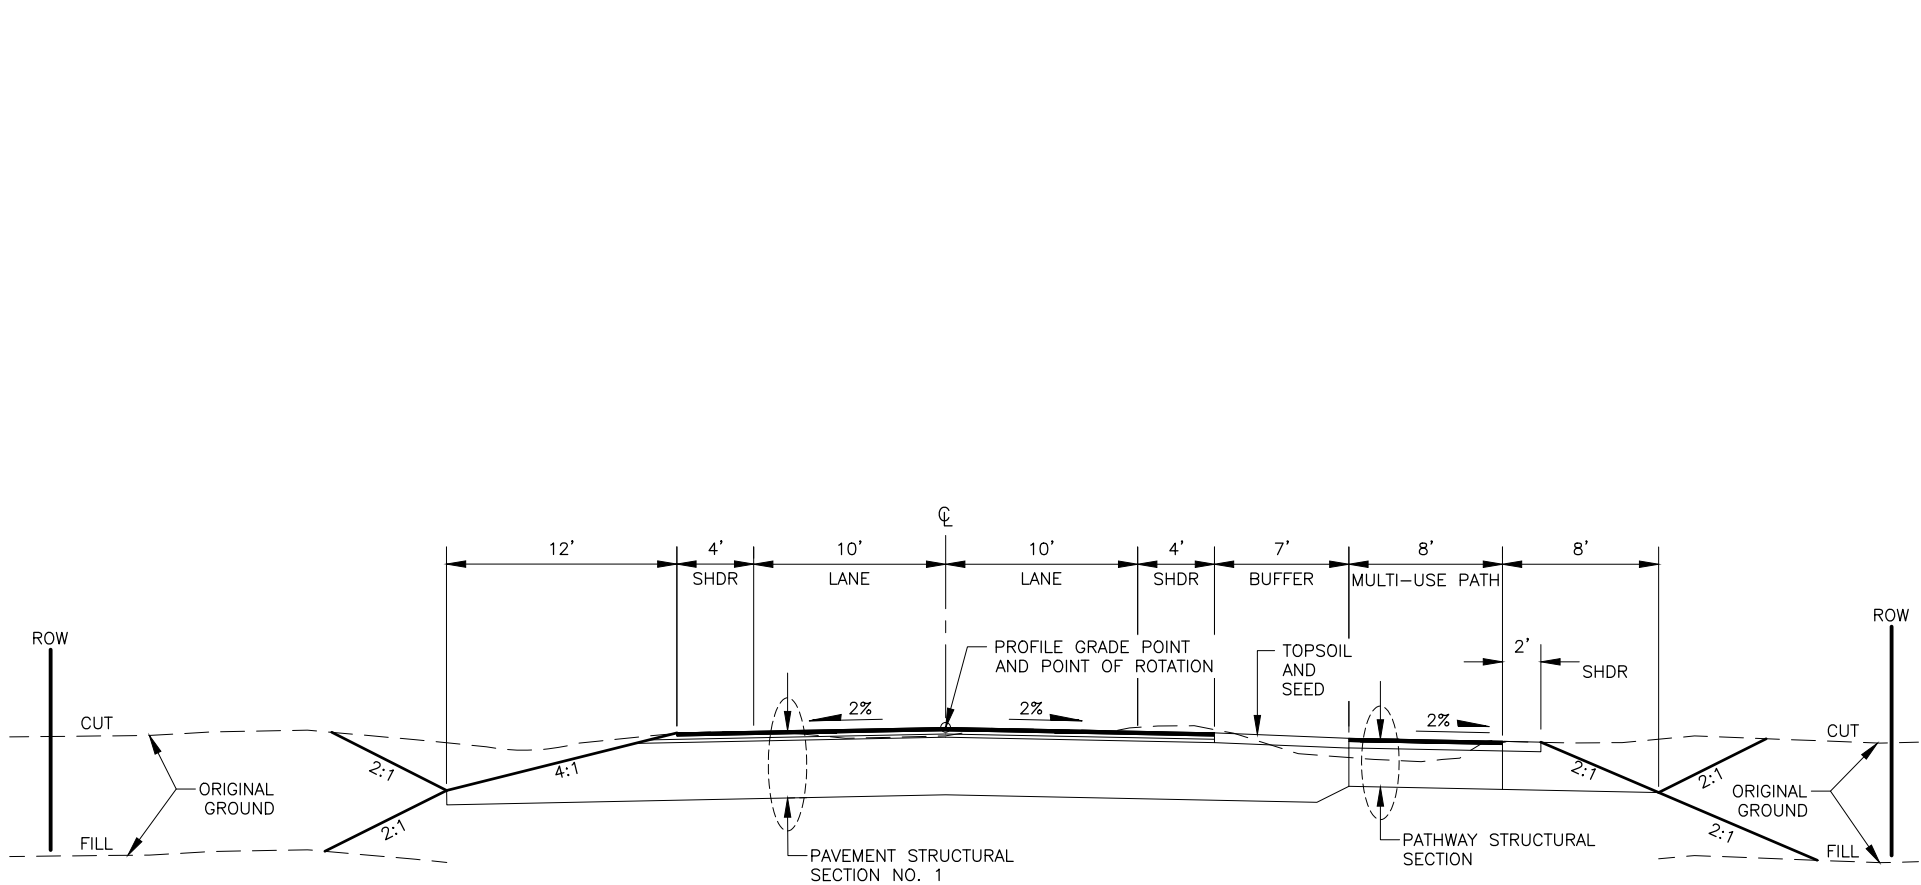 ℄
12' 4' 10' 10' 4' 7' 8' 8'
SHDR LANE LANE SHDR BUFFER MULTI-USE PATH
ROW
ROW
2'
SHDR
PROFILE GRADE POINT
AND POINT OF ROTATION
TOPSOIL
AND
SEED
2% 2% 2%
CUT
CUT
2:1
4:1
2:1
2:1
ORIGINAL
GROUND
ORIGINAL
GROUND
2:1
2:1
FILL
FILL
PAVEMENT STRUCTURAL
SECTION NO. 1
PATHWAY STRUCTURAL
SECTION